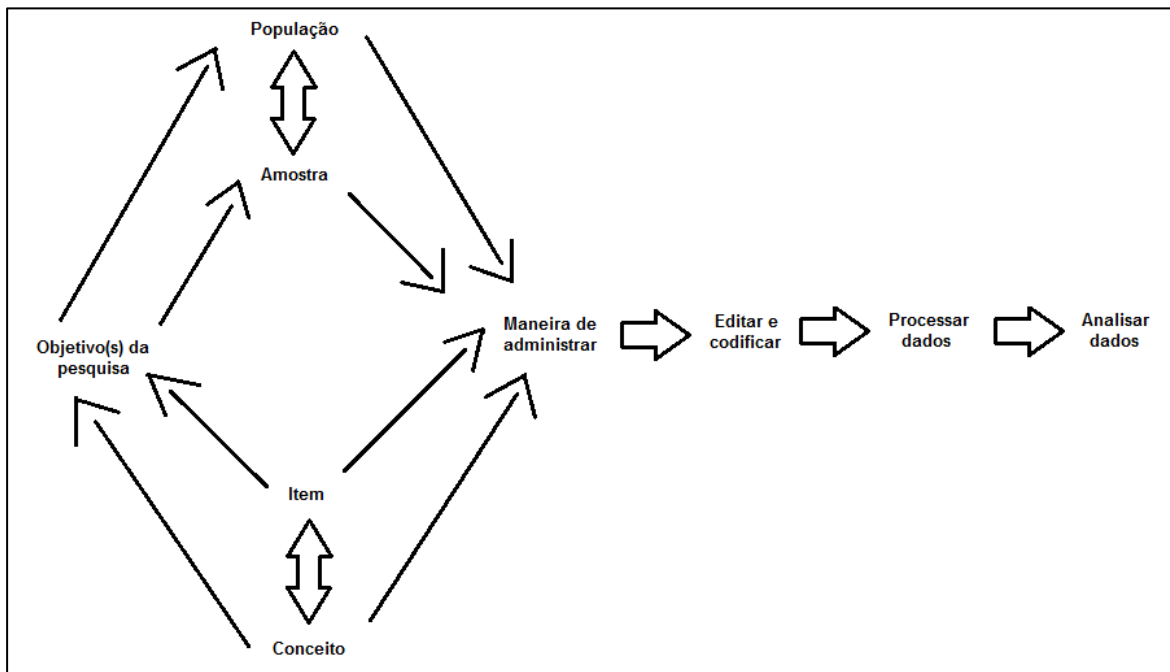 População
Amostra
Objetivo(s) da
pesquisa
Maneira de
administrar
Editar e
codificar
Processar
dados
Analisar
dados
Item
Conceito